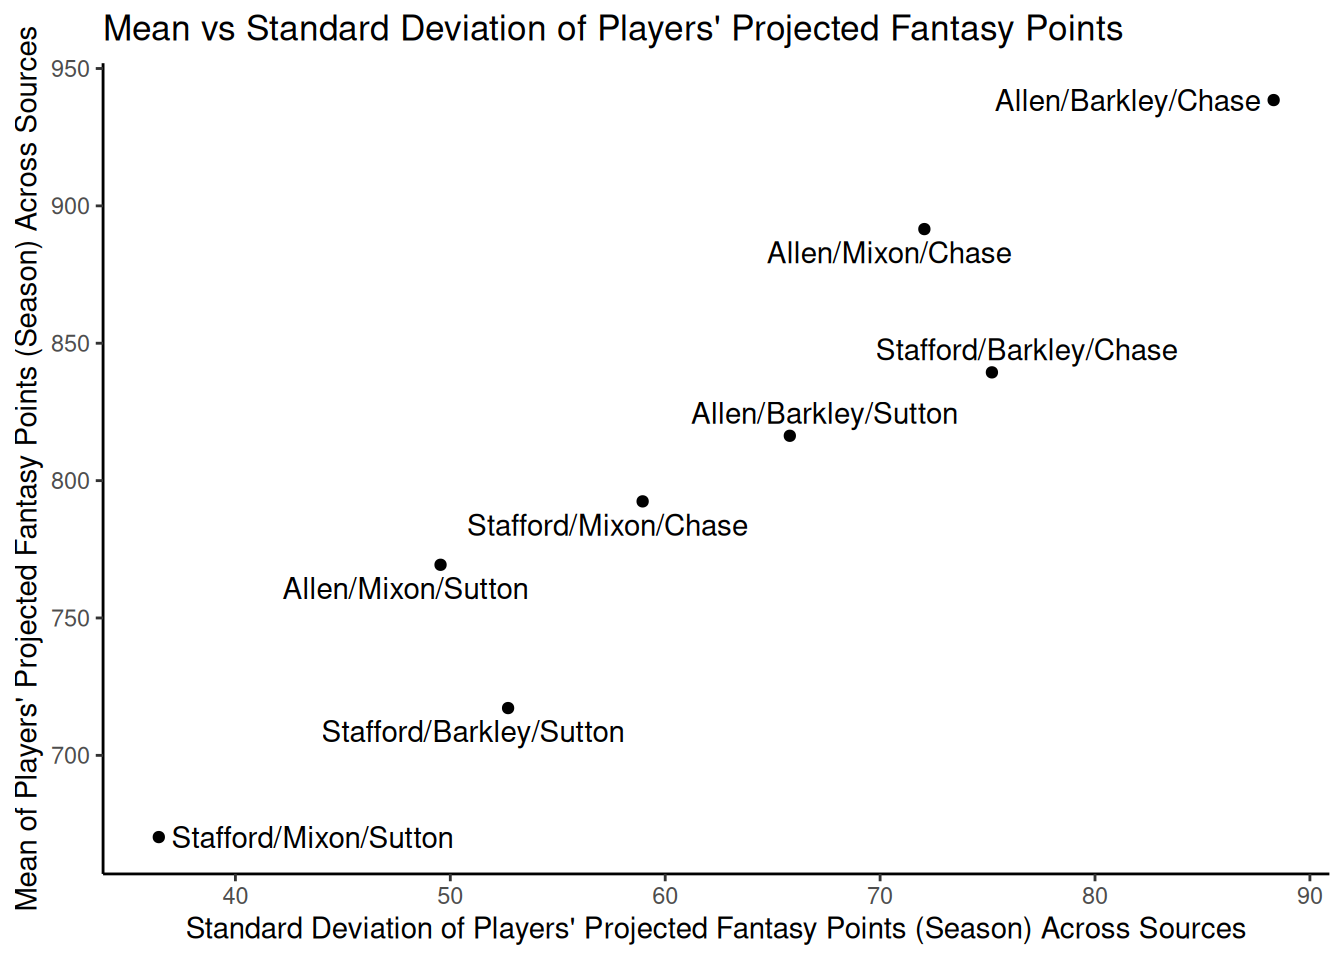 Mean vs Standard Deviation of Players' Projected Fantasy Points
Mean of Players' Projected Fantasy Points (Season) Across Sources
950
900
850
800
750
700
Allen/Barkley/Chase
Allen/Mixon/Chase
Stafford/Barkley/Chase
Allen/Barkley/Sutton
Stafford/Mixon/Chase
Allen/Mixon/Sutton
Stafford/Barkley/Sutton
Stafford/Mixon/Sutton
40 50 60 70 80 90
Standard Deviation of Players' Projected Fantasy Points (Season) Across Sources